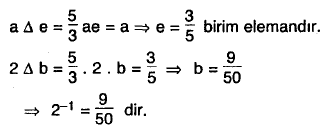 a Δ e = 5/3 ae = a ⇒ e = 3/5 birim elemandır.
2 Δ b = 5/3 . 2 . b = 3/5 ⇒ b = 9/50
⇒ 2⁻¹ = 9/50 dir.